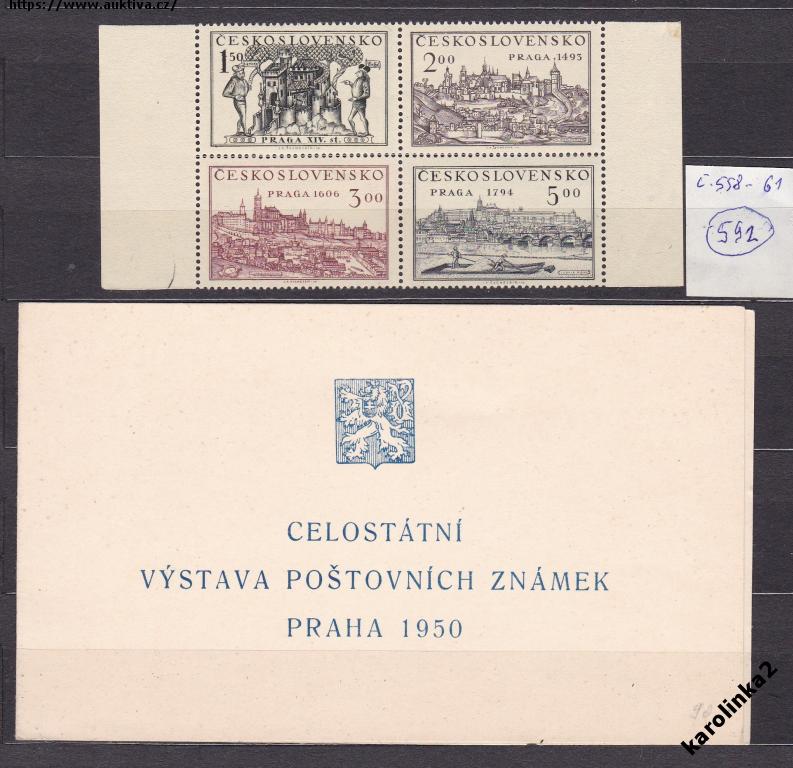 https://www.auktiva.cz/
ČESKOSLOVENSKO
1.50
PRAGA XIV. st.
ČESKOSLOVENSKO
2.00
PRAGA·1493
ČESKOSLOVENSKO
PRAGA 1606
3.00
ČESKOSLOVENSKO
PRAGA 1794
5.00
č.558-61
592
CELOSTÁTNÍ
VÝSTAVA POŠTOVNÍCH ZNÁMEK
PRAHA 1950
karolinka2